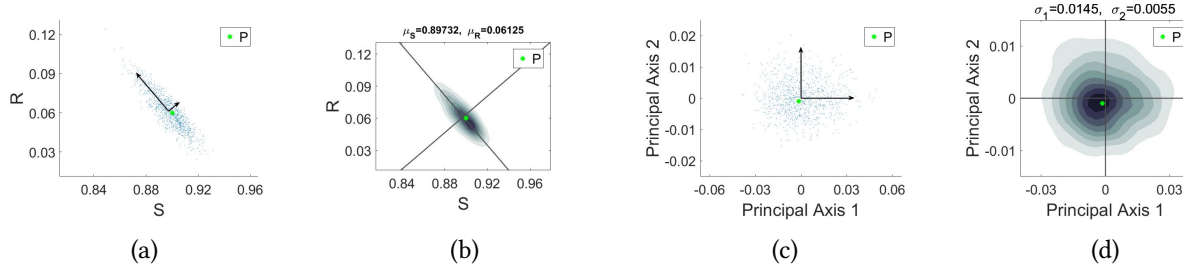 0.12
0.09
0.06
0.03
R
0.84 0.88 0.92 0.96
S
P
(a)
μS=0.89732, μR=0.06125
0.12
0.09
0.06
0.03
R
0.84 0.88 0.92 0.96
S
P
(b)
0.02
0.01
0
-0.01
-0.02
Principal Axis 2
-0.06 -0.03 0 0.03 0.06
Principal Axis 1
P
(c)
σ1=0.0145, σ2=0.0055
0.01
0
-0.01
Principal Axis 2
-0.03 0 0.03
Principal Axis 1
P
(d)